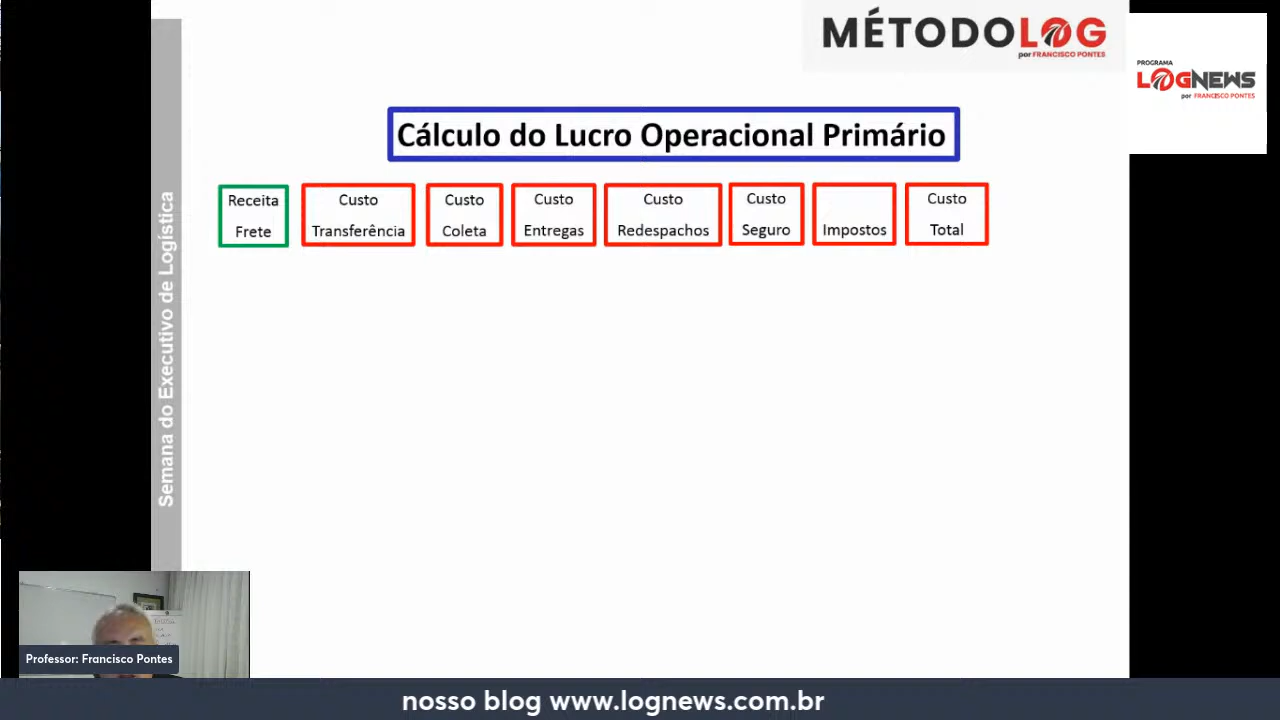 MÉTODOLOG
por FRANCISCO PONTES
PROGRAMA
LOGNEWS
por FRANCISCO PONTES
Cálculo do Lucro Operacional Primário
Receita
Frete
Custo
Transferência
Custo
Coleta
Custo
Entregas
Custo
Redespachos
Custo
Seguro
Impostos
Custo
Total
Semana do Executivo de Logística
Professor: Francisco Pontes
nosso blog www.lognews.com.br